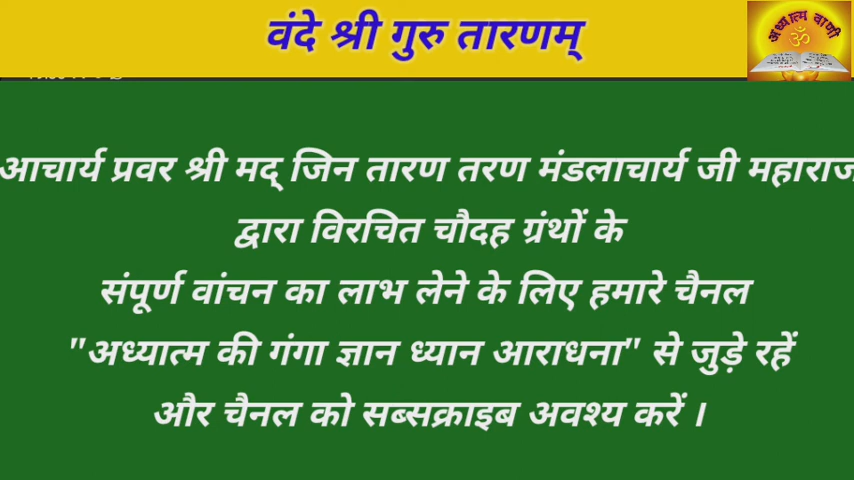 वंदे श्री गुरु तारणम्
अध्यात्म वाणी
ॐ
आचार्य प्रवर श्री मद् जिन तारण तरण मंडलाचार्य जी महाराज
द्वारा विरचित चौदह ग्रंथों के
संपूर्ण वांचन का लाभ लेने के लिए हमारे चैनल
"अध्यात्म की गंगा ज्ञान ध्यान आराधना" से जुड़े रहें
और चैनल को सब्सक्राइब अवश्य करें ।